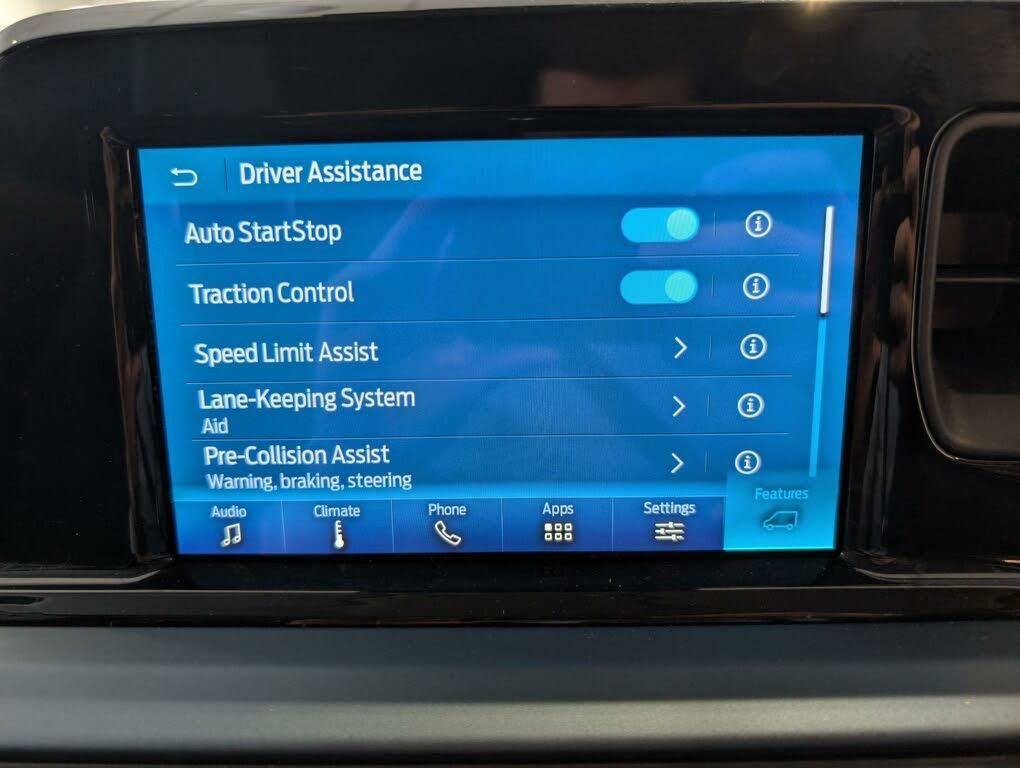 Driver Assistance
Auto StartStop
Traction Control
Speed Limit Assist
Lane-Keeping System
Aid
Pre-Collision Assist
Warning, braking, steering
Audio
Climate
Phone
Apps
Settings
Features